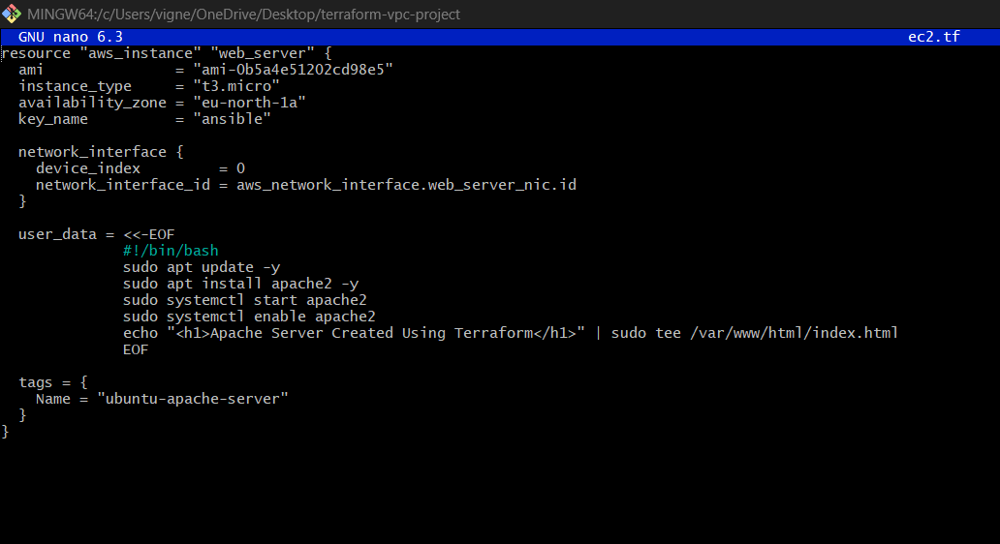 MINGW64:/c/Users/vigne/OneDrive/Desktop/terraform-vpc-project
GNU nano 6.3 ec2.tf
resource "aws_instance" "web_server" {
  ami               = "ami-0b5a4e51202cd98e5"
  instance_type     = "t3.micro"
  availability_zone = "eu-north-1a"
  key_name          = "ansible"

  network_interface {
    device_index         = 0
    network_interface_id = aws_network_interface.web_server_nic.id
  }

  user_data = <<-EOF
              #!/bin/bash
              sudo apt update -y
              sudo apt install apache2 -y
              sudo systemctl start apache2
              sudo systemctl enable apache2
              echo "<h1>Apache Server Created Using Terraform</h1>" | sudo tee /var/www/html/index.html
              EOF

  tags = {
    Name = "ubuntu-apache-server"
  }
}